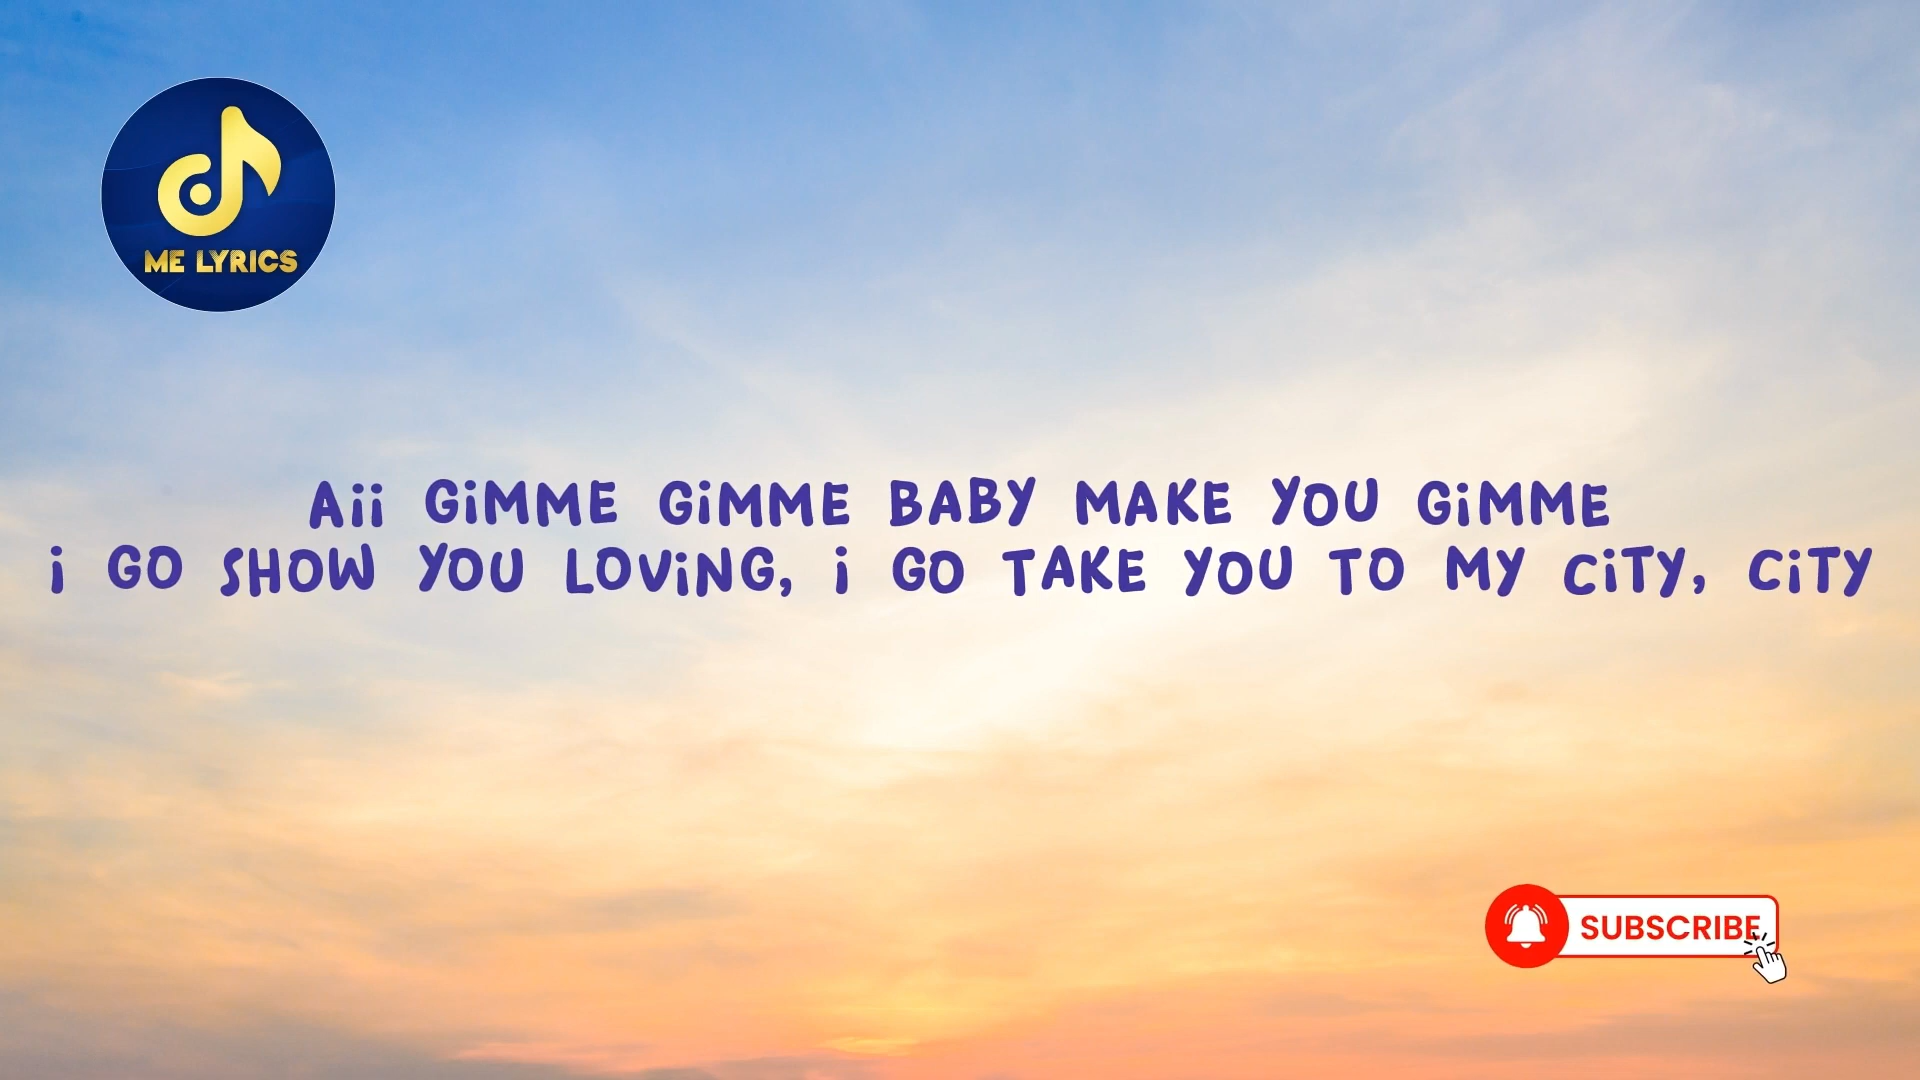 ME LYRICS
Aii GiMME GiMME BABY MAKE YOU GiMME
i GO SHOW YOU LOViNG, i GO TAKE YOU TO MY CiTY, CiTY
SUBSCRIBE